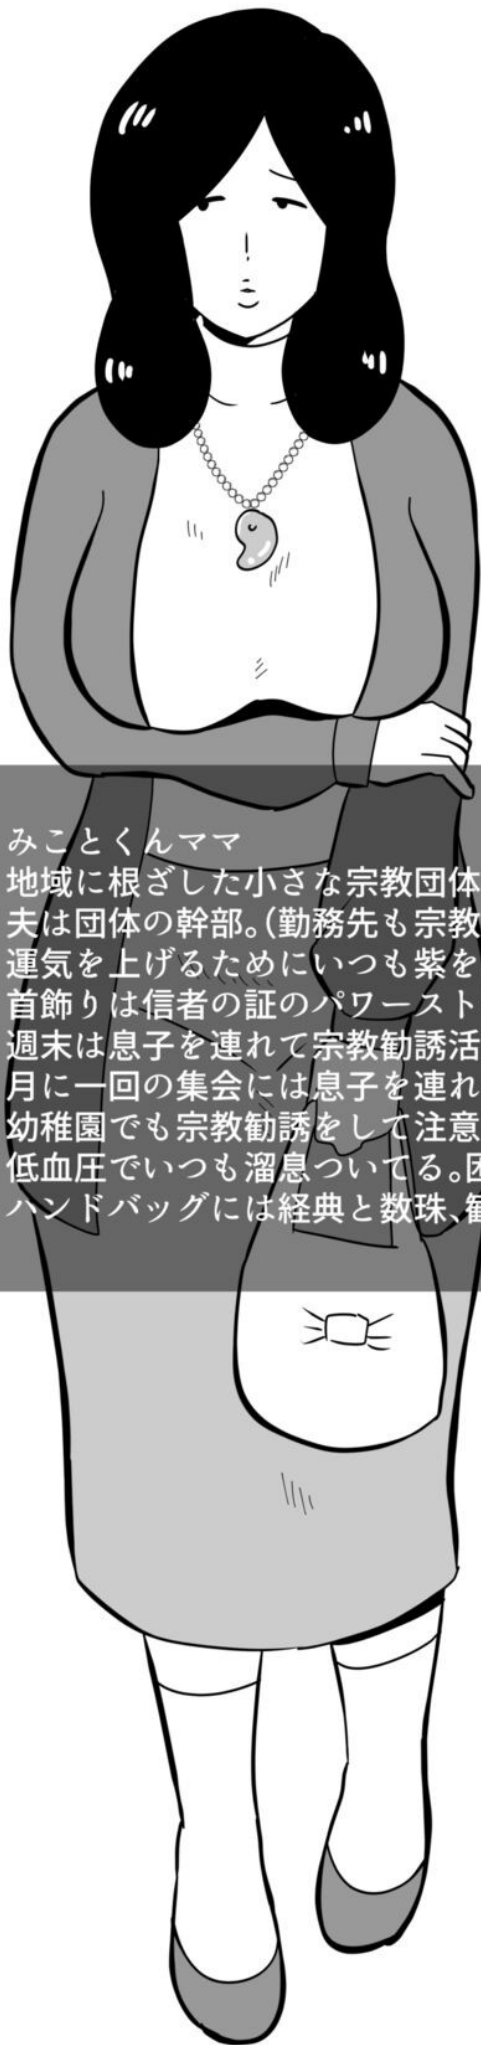 みことくんママ
地域に根ざした小さな宗教団体
夫は団体の幹部。(勤務先も宗教
運気を上げるためにいつも紫を
首飾りは信者の証のパワースト
週末は息子を連れて宗教勧誘活
月に一回の集会には息子を連れ
幼稚園でも宗教勧誘をして注意
低血圧でいつも溜息ついてる。困
ハンドバッグには経典と数珠、勧